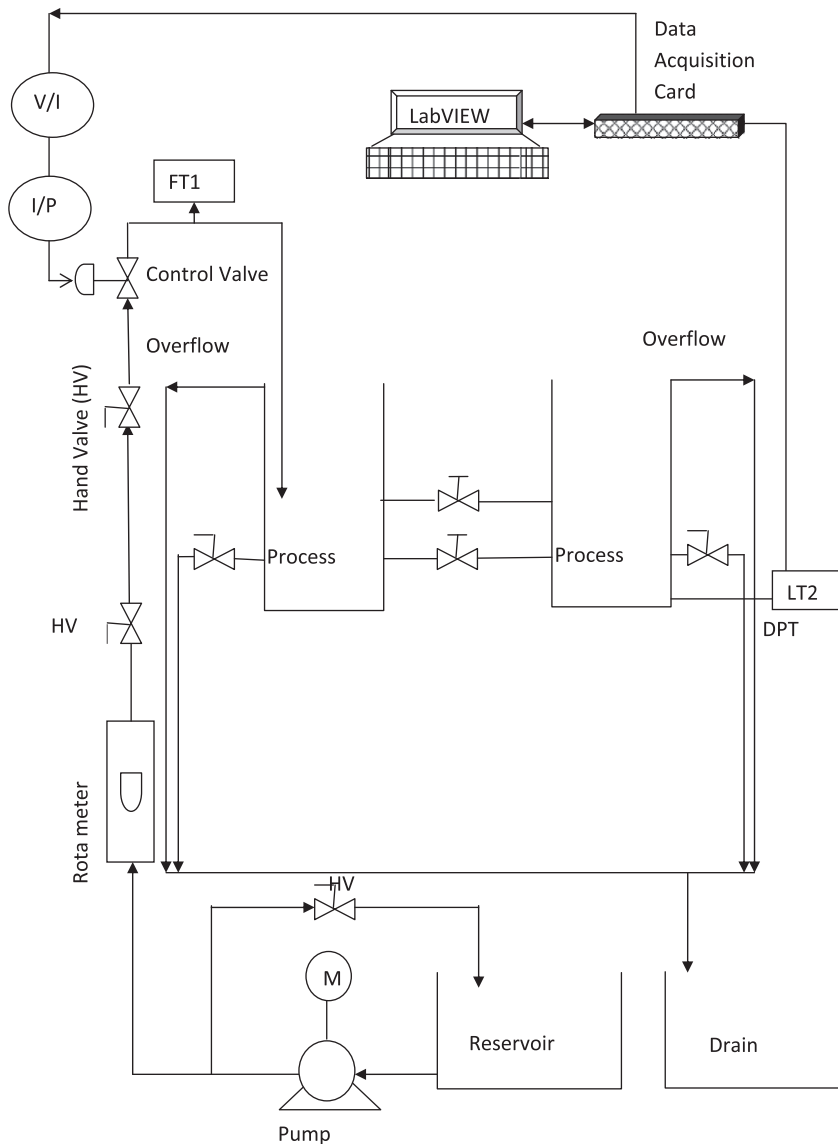 Data
Acquisition
Card
V/I
LabVIEW
FT1
I/P
Control Valve
Overflow
Overflow
Hand Valve (HV)
Process
Process
LT2
HV
DPT
Rota meter
HV
M
Reservoir
Drain
Pump